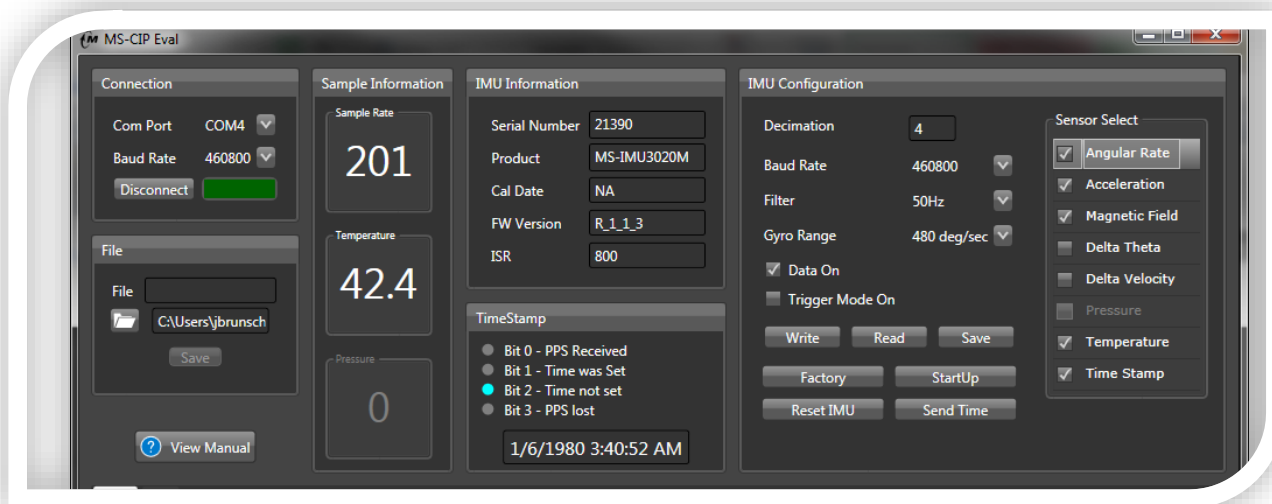 MS-CIP Eval
Connection
Com Port COM4
Baud Rate 460800
Disconnect
File
File
C:\Users\jbrunsch
Save
View Manual
Sample Information
Sample Rate
201
Temperature
42.4
Pressure
0
IMU Information
Serial Number 21390
Product MS-IMU3020M
Cal Date NA
FW Version R_1_1_3
ISR 800
TimeStamp
Bit 0 - PPS Received
Bit 1 - Time was Set
Bit 2 - Time not set
Bit 3 - PPS lost
1/6/1980 3:40:52 AM
IMU Configuration
Decimation 4
Baud Rate 460800
Filter 50Hz
Gyro Range 480 deg/sec
Data On
Trigger Mode On
Write Read Save
Factory StartUp
Reset IMU Send Time
Sensor Select
Angular Rate
Acceleration
Magnetic Field
Delta Theta
Delta Velocity
Pressure
Temperature
Time Stamp